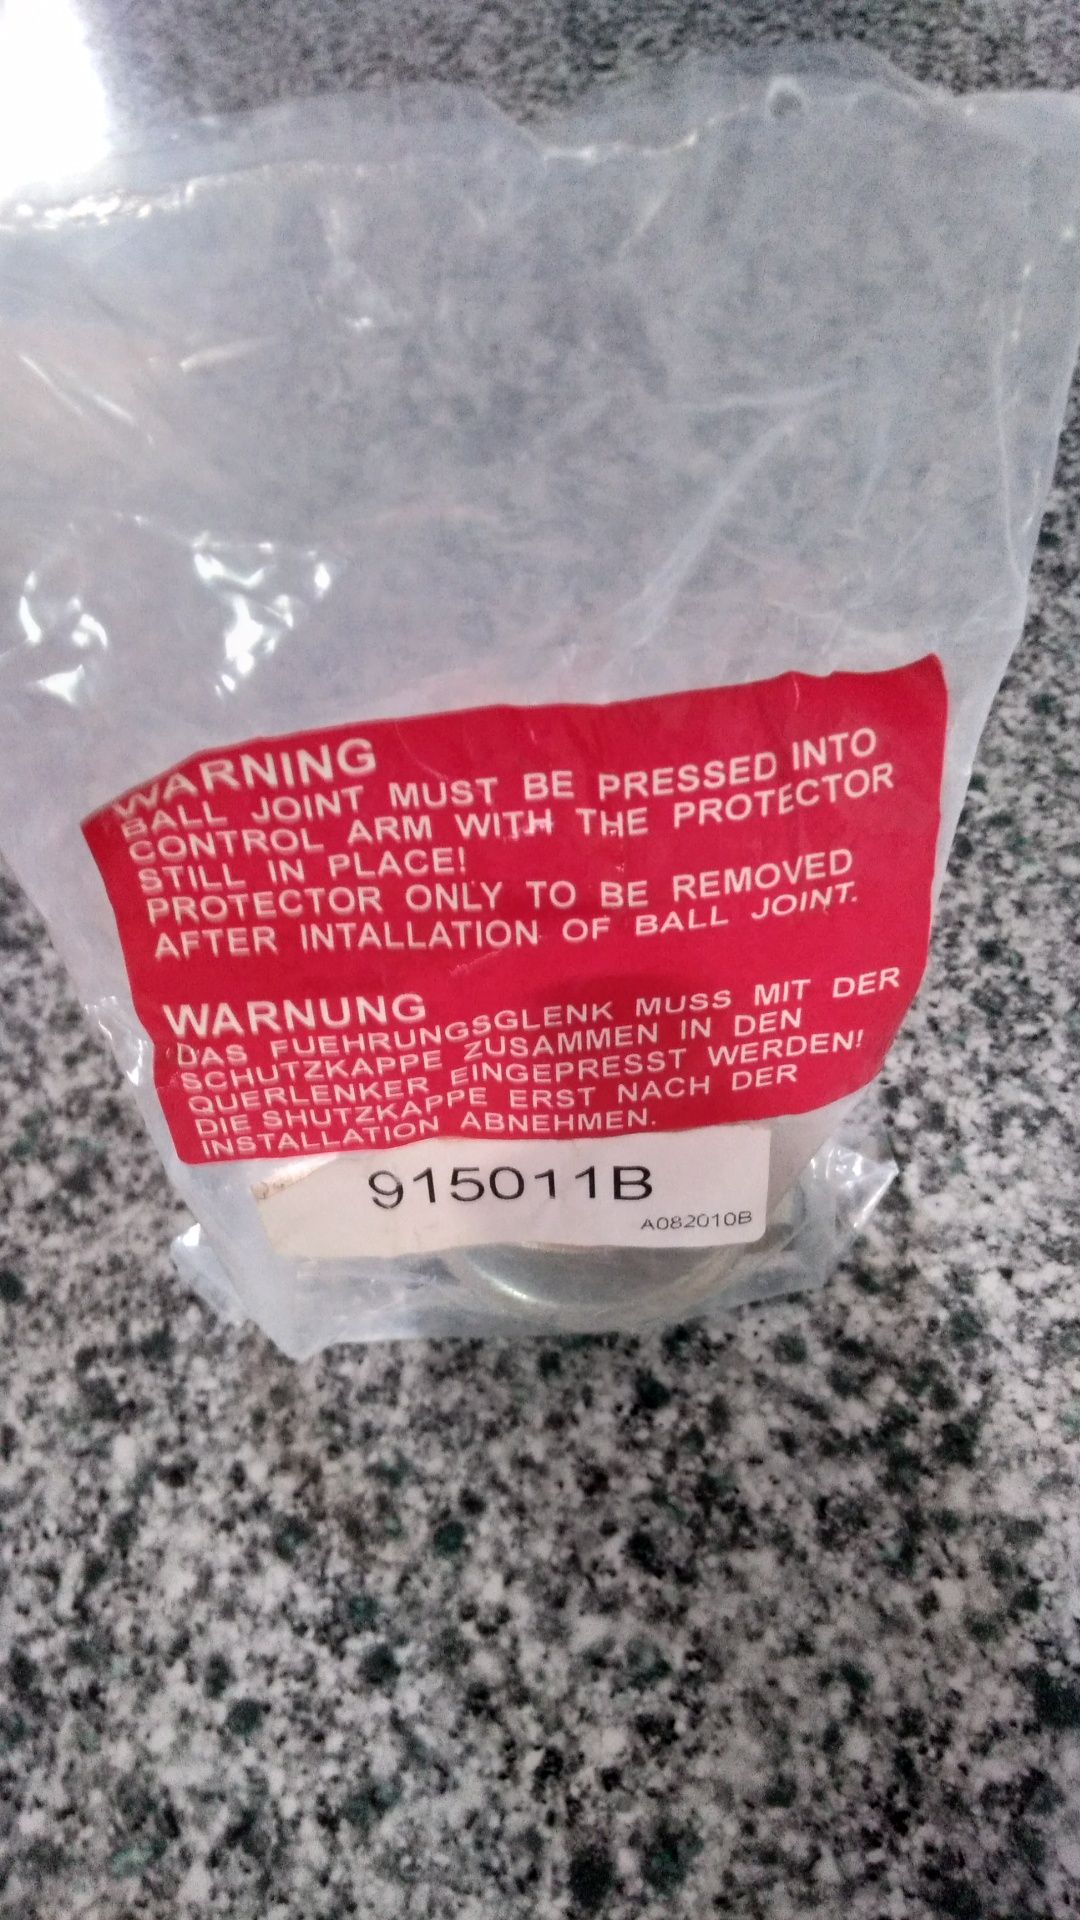 WARNING
BALL JOINT MUST BE PRESSED INTO
CONTROL ARM WITH THE PROTECTOR
STILL IN PLACE!
PROTECTOR ONLY TO BE REMOVED
AFTER INTALLATION OF BALL JOINT.
WARNUNG
DAS FUEHRUNGSGLENK MUSS MIT DER
SCHUTZKAPPE ZUSAMMEN IN DEN
QUERLENKER EINGEPRESST WERDEN!
DIE SHUTZKAPPE ERST NACH DER
INSTALLATION ABNEHMEN.
915011B
A082010B